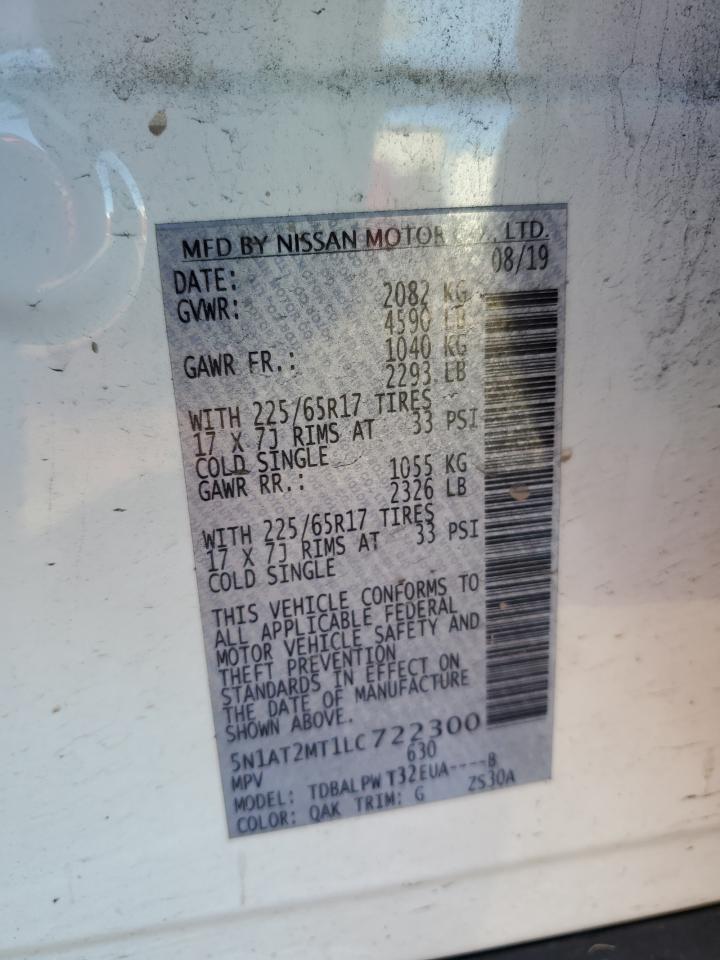 MFD BY NISSAN MOTOR CO., LTD.
DATE: 08/19
GVWR: 2082 KG
4590 LB
GAWR FR.: 1040 KG
2293 LB
WITH 225/65R17 TIRES
17 X 7J RIMS AT 33 PSI
COLD SINGLE
GAWR RR.: 1055 KG
2326 LB
WITH 225/65R17 TIRES
17 X 7J RIMS AT 33 PSI
COLD SINGLE
THIS VEHICLE CONFORMS TO
ALL APPLICABLE FEDERAL
MOTOR VEHICLE SAFETY AND
THEFT PREVENTION
STANDARDS IN EFFECT ON
THE DATE OF MANUFACTURE
SHOWN ABOVE.
5N1AT2MT1LC722300
MPV 630
MODEL: TDBALPW T32EUA----B
COLOR: QAK TRIM: G ZS30A